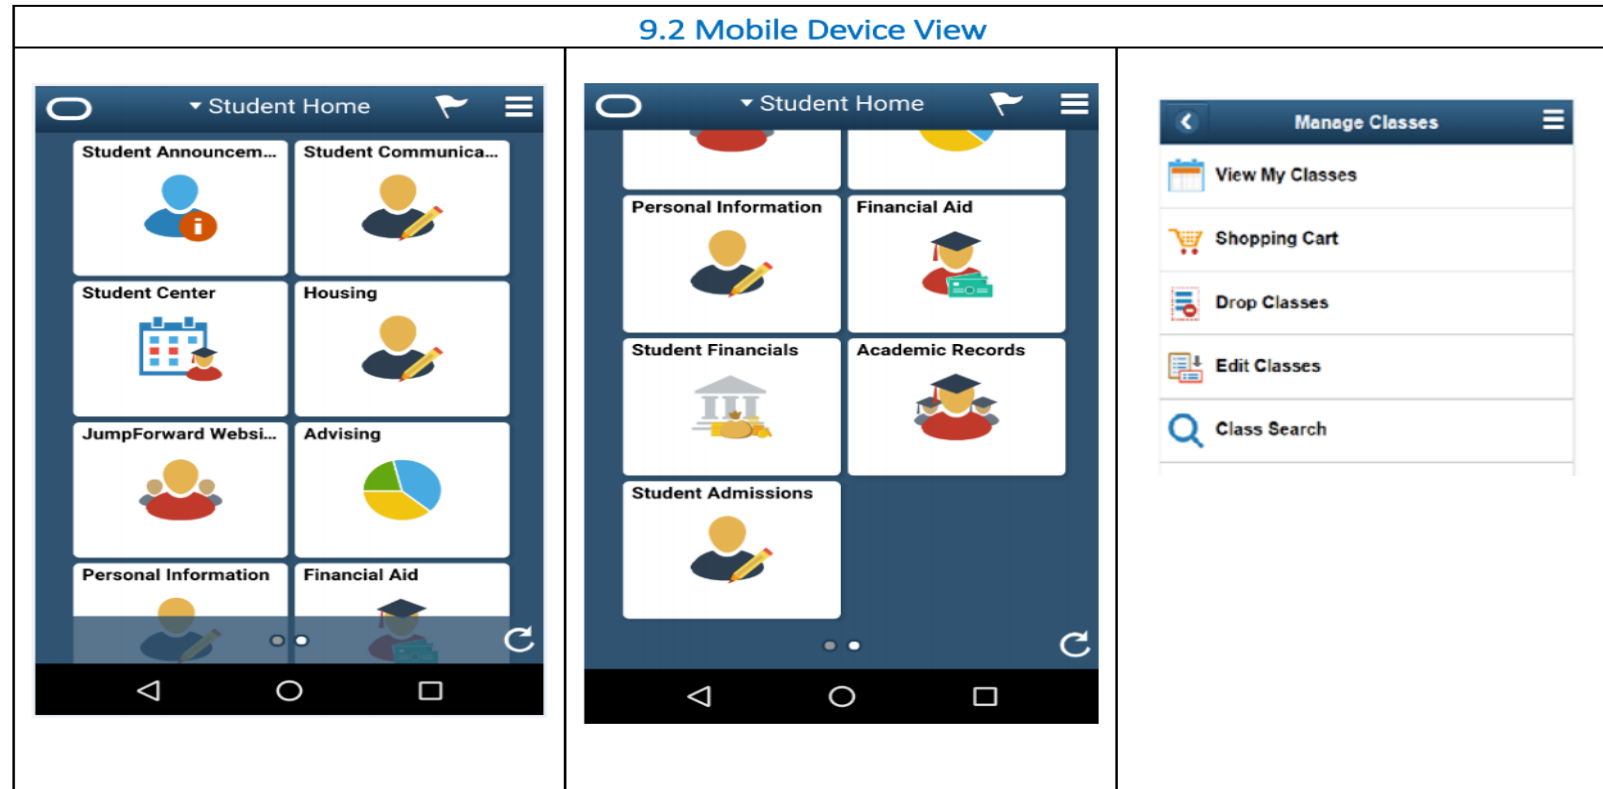 9.2 Mobile Device View
Student Home
Student Announcem...
Student Communica...
Student Center
Housing
JumpForward Websi...
Advising
Personal Information
Financial Aid
Student Home
Personal Information
Financial Aid
Student Financials
Academic Records
Student Admissions
Manage Classes
View My Classes
Shopping Cart
Drop Classes
Edit Classes
Class Search